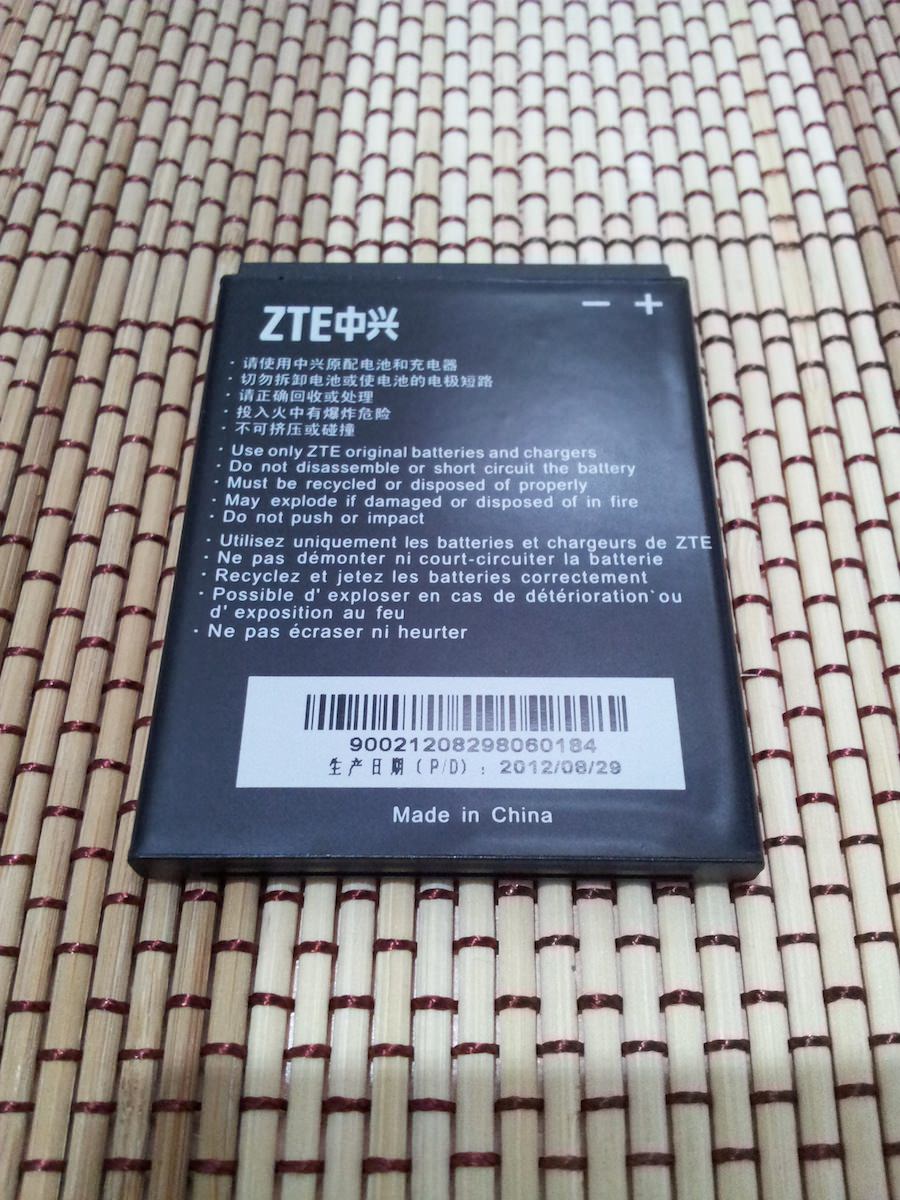 − +
ZTE中兴
· 请使用中兴原配电池和充电器
· 切勿拆卸电池或使电池的电极短路
· 请正确回收或处理
· 投入火中有爆炸危险
· 不可挤压或碰撞
· Use only ZTE original batteries and chargers
· Do not disassemble or short circuit the battery
· Must be recycled or disposed of properly
· May explode if damaged or disposed of in fire
· Do not push or impact
· Utilisez uniquement les batteries et chargeurs de ZTE
· Ne pas démonter ni court-circuiter la batterie
· Recyclez et jetez les batteries correctement
· Possible d' exploser en cas de détérioration`ou
d' exposition au feu
· Ne pas écraser ni heurter
90021208298060184
生产日期(P/D): 2012/08/29
Made in China